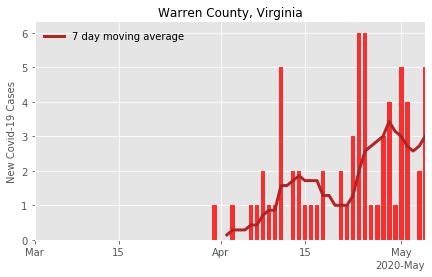 Warren County, Virginia
7 day moving average
New Covid-19 Cases
6
5
4
3
2
1
0
Mar 15 Apr 15 May
2020-May